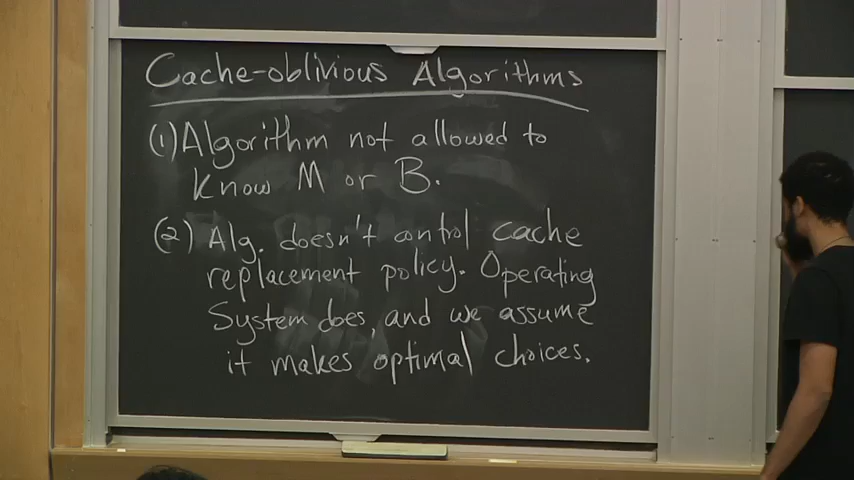 Cache-oblivious Algorithms
(1) Algorithm not allowed to
know M or B.
(2) Alg. doesn't control cache
replacement policy. Operating
System does, and we assume
it makes optimal choices.